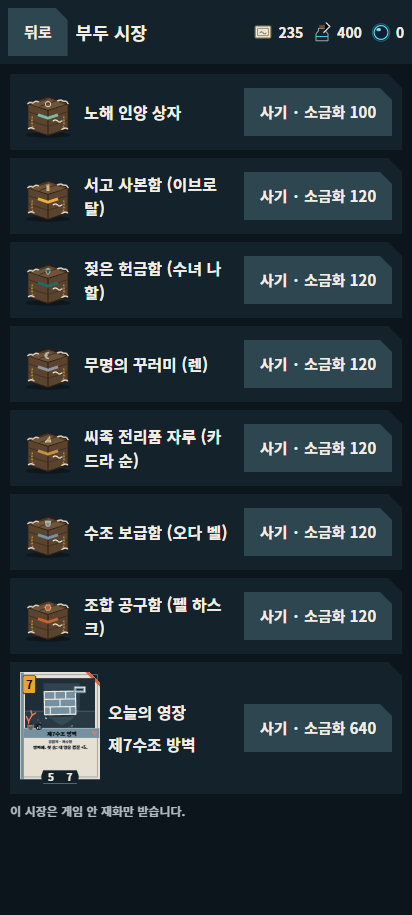 뒤로
부두 시장
235
400
0
노해 인양 상자
사기 · 소금화 100
서고 사본함 (이브로
탈)
사기 · 소금화 120
젖은 헌금함 (수녀 나
할)
사기 · 소금화 120
무명의 꾸러미 (렌)
사기 · 소금화 120
씨족 전리품 자루 (카
드라 순)
사기 · 소금화 120
수조 보급함 (오다 벨)
사기 · 소금화 120
조합 공구함 (펠 하스
크)
사기 · 소금화 120
7
제7수조 방벽
5 7
오늘의 영장
제7수조 방벽
사기 · 소금화 640
이 시장은 게임 안 재화만 받습니다.